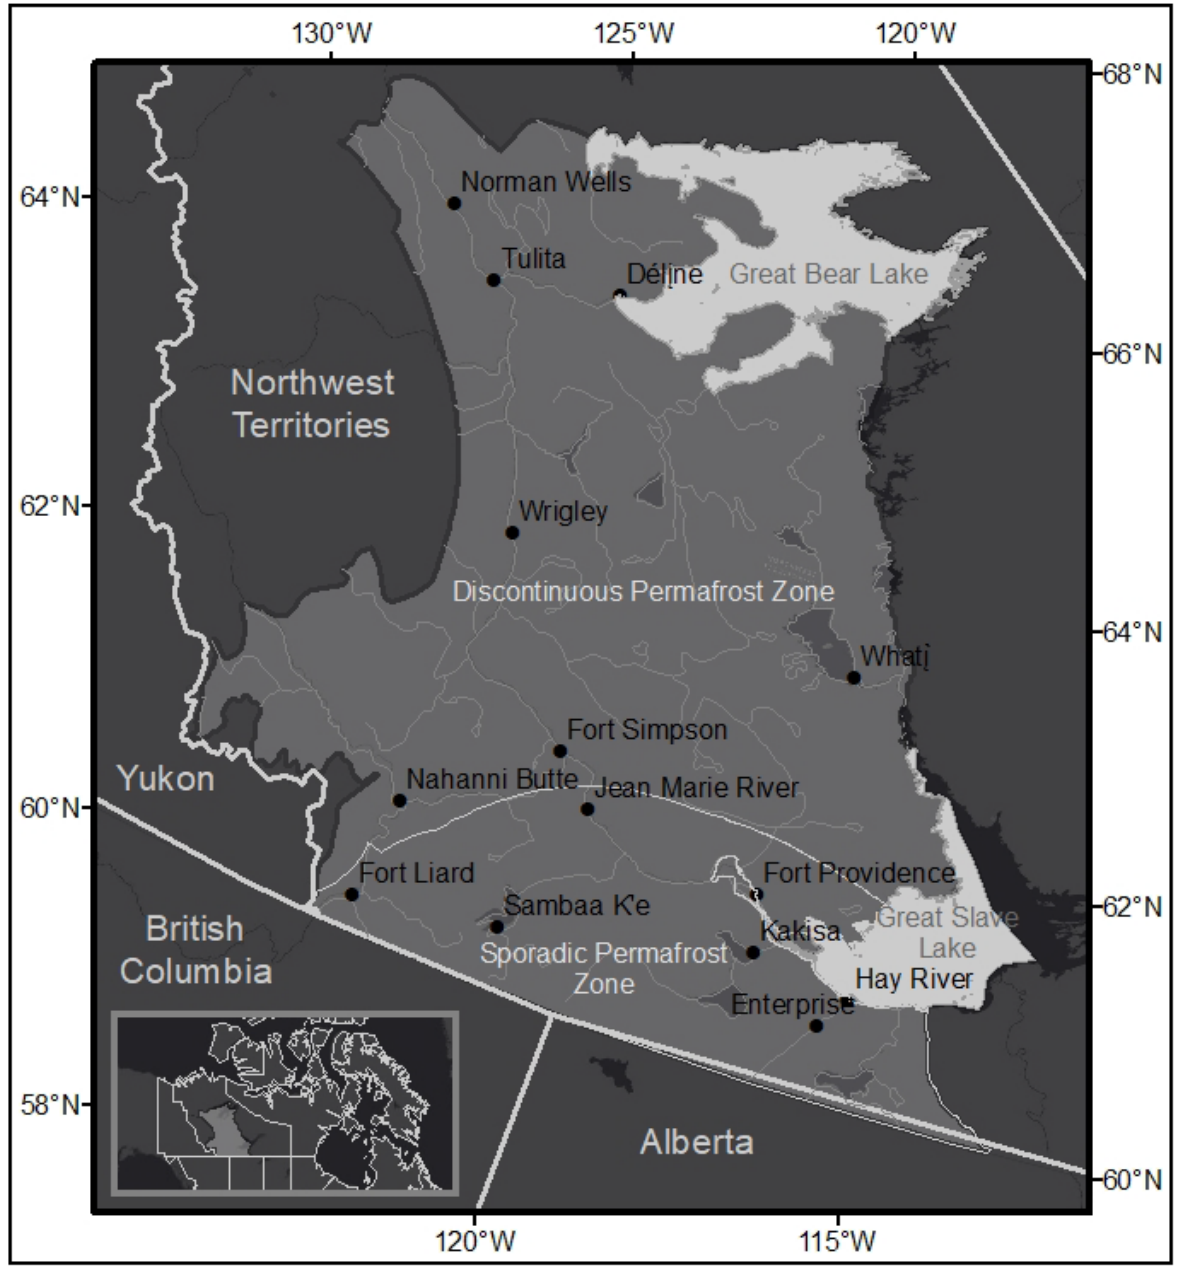 130°W 125°W 120°W
68°N
64°N
Norman Wells
Tulita
Délįne
Great Bear Lake
66°N
Northwest
Territories
62°N
Wrigley
Discontinuous Permafrost Zone
64°N
Whatì
Fort Simpson
Yukon
Nahanni Butte
Jean Marie River
60°N
Fort Liard
Fort Providence
Sambaa K'e
62°N
Great Slave
Lake
British
Columbia
Kakisa
Sporadic Permafrost
Zone
Hay River
Enterprise
58°N
Alberta
60°N
120°W 115°W